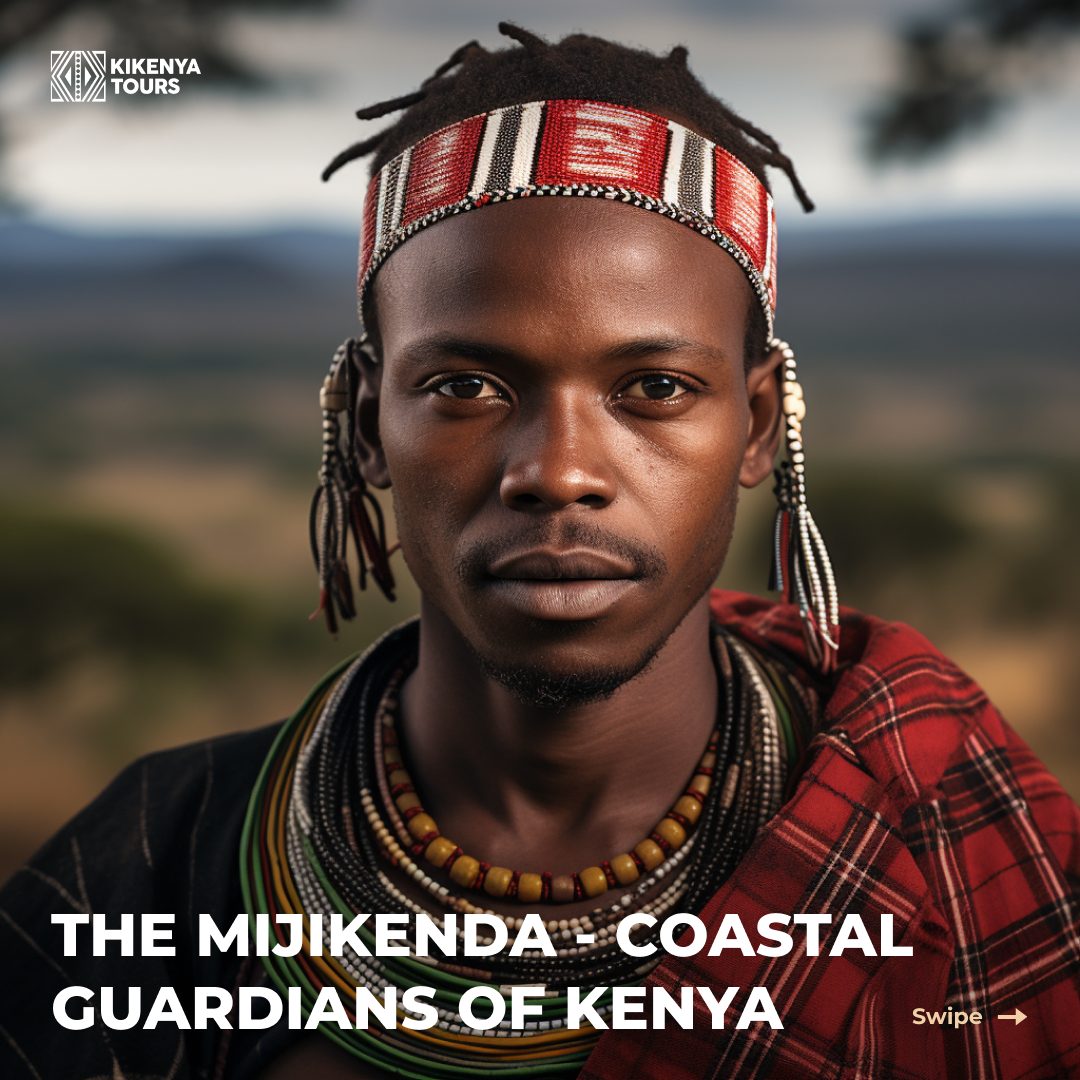 KIKENYA
TOURS
THE MIJIKENDA - COASTAL
GUARDIANS OF KENYA
Swipe